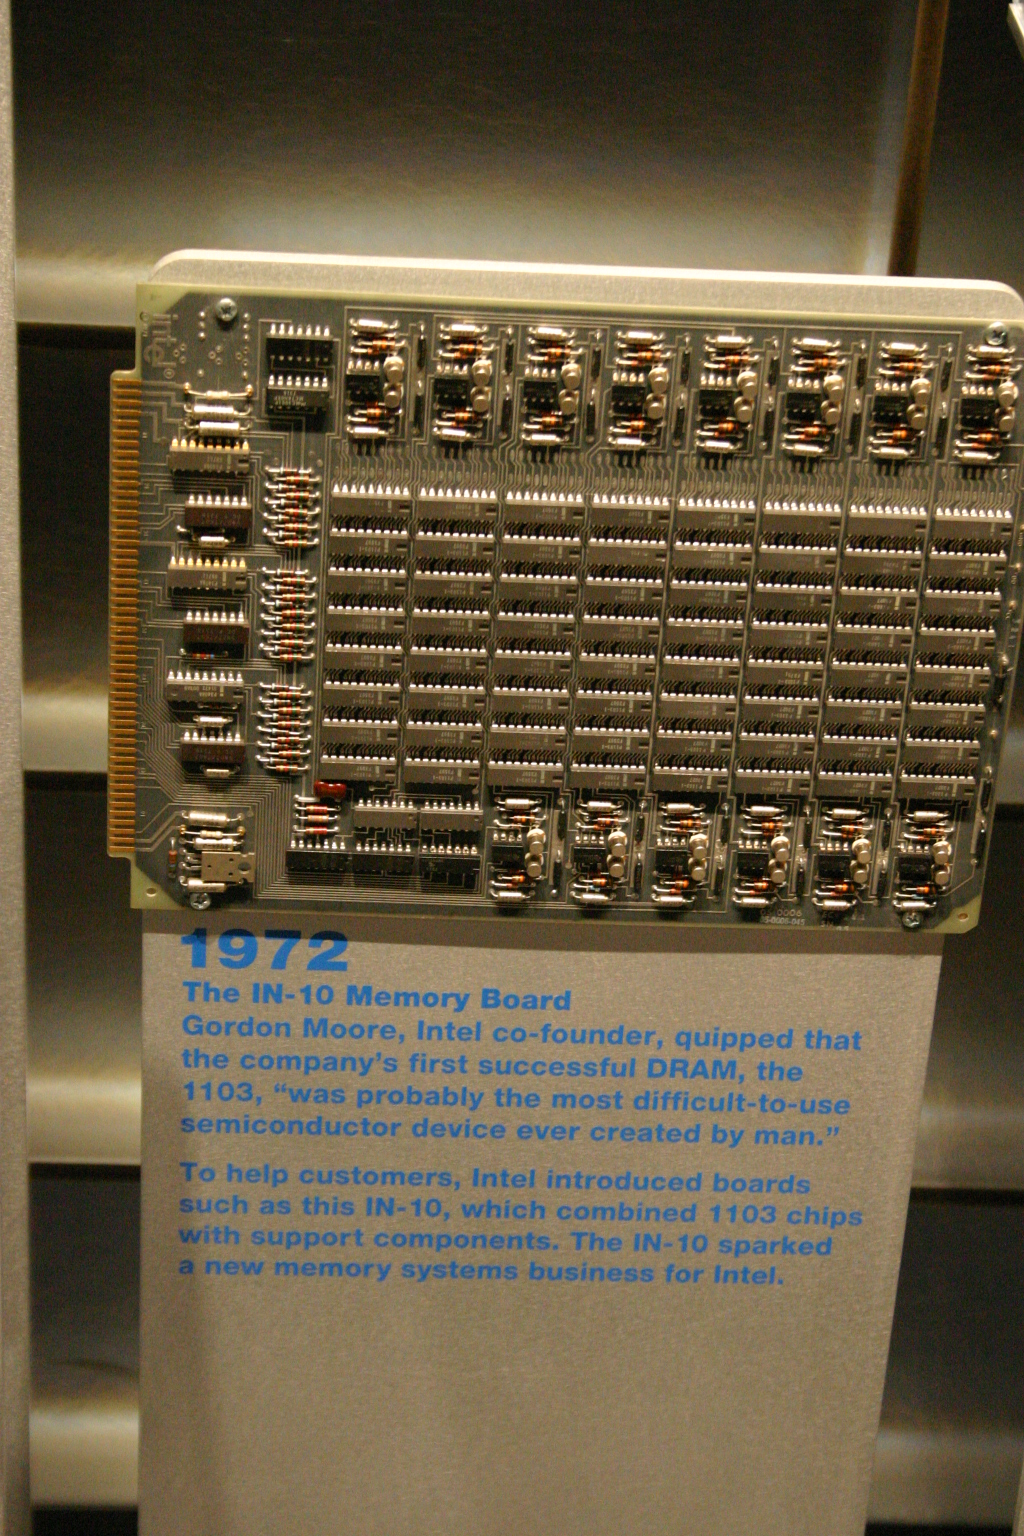 intel
1972
The IN-10 Memory Board
Gordon Moore, Intel co-founder, quipped that
the company's first successful DRAM, the
1103, “was probably the most difficult-to-use
semiconductor device ever created by man.”
To help customers, Intel introduced boards
such as this IN-10, which combined 1103 chips
with support components. The IN-10 sparked
a new memory systems business for Intel.